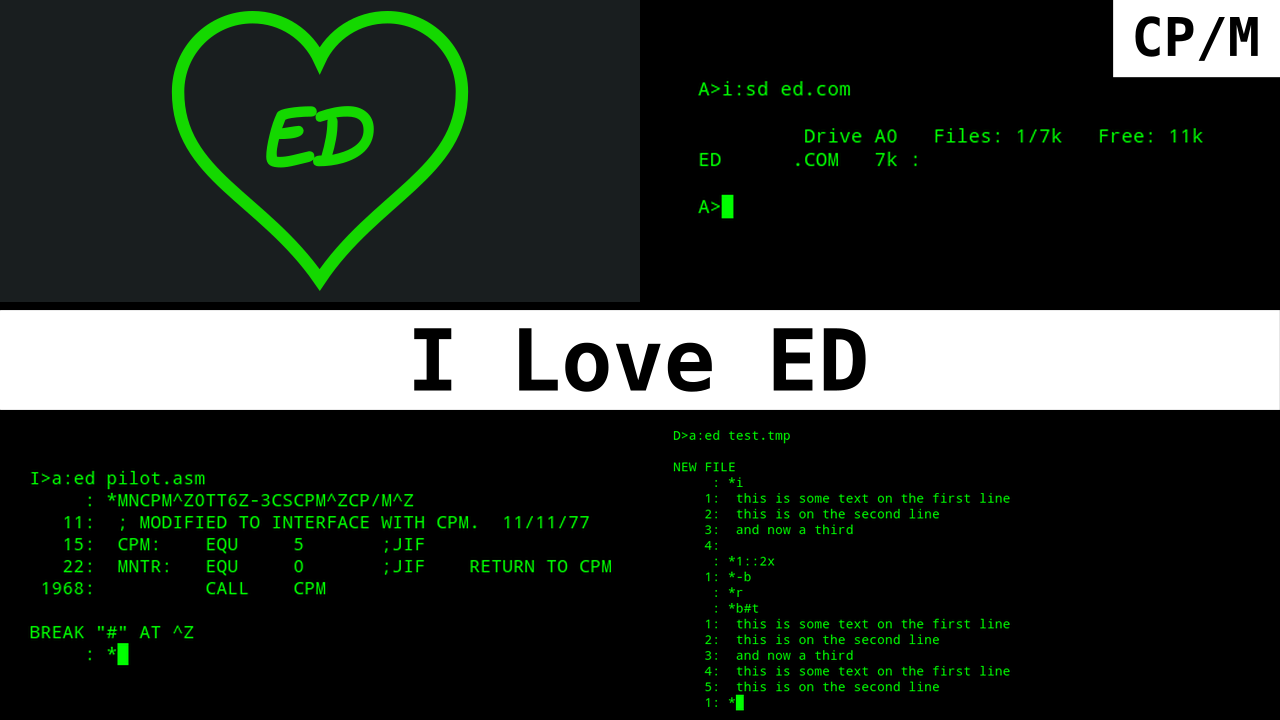 ED
CP/M
A>i:sd ed.com
Drive A0   Files: 1/7k   Free: 11k
ED      .COM   7k :
A>
I Love ED
I>a:ed pilot.asm
     : *MNCPM^Z0TT6Z-3CSCPM^ZCP/M^Z
   11:  ; MODIFIED TO INTERFACE WITH CPM.  11/11/77
   15:  CPM:    EQU     5       ;JIF
   22:  MNTR:   EQU     0       ;JIF    RETURN TO CPM
 1968:          CALL    CPM
BREAK "#" AT ^Z
     : *
D>a:ed test.tmp
NEW FILE
     : *i
    1:  this is some text on the first line
    2:  this is on the second line
    3:  and now a third
    4:
     : *1::2x
    1: *-b
     : *r
     : *b#t
    1:  this is some text on the first line
    2:  this is on the second line
    3:  and now a third
    4:  this is some text on the first line
    5:  this is on the second line
    1: *